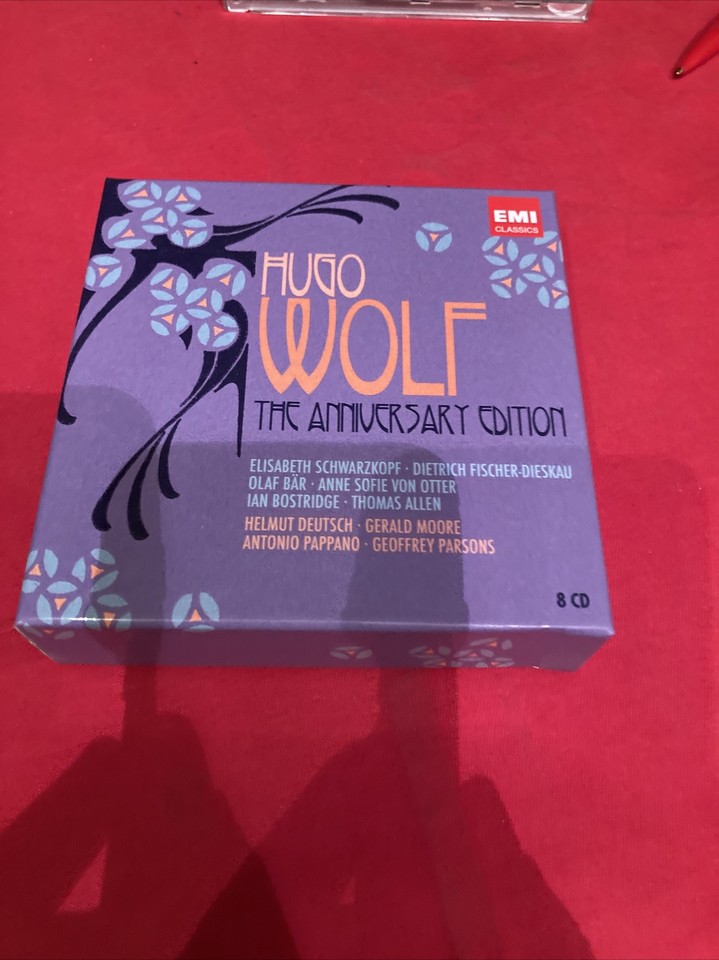 EMI
CLASSICS
HUGO
WOLF
THE ANNIVERSARY EDITION
ELISABETH SCHWARZKOPF · DIETRICH FISCHER-DIESKAU
OLAF BÄR · ANNE SOFIE VON OTTER
IAN BOSTRIDGE · THOMAS ALLEN
HELMUT DEUTSCH · GERALD MOORE
ANTONIO PAPPANO · GEOFFREY PARSONS
8 CD